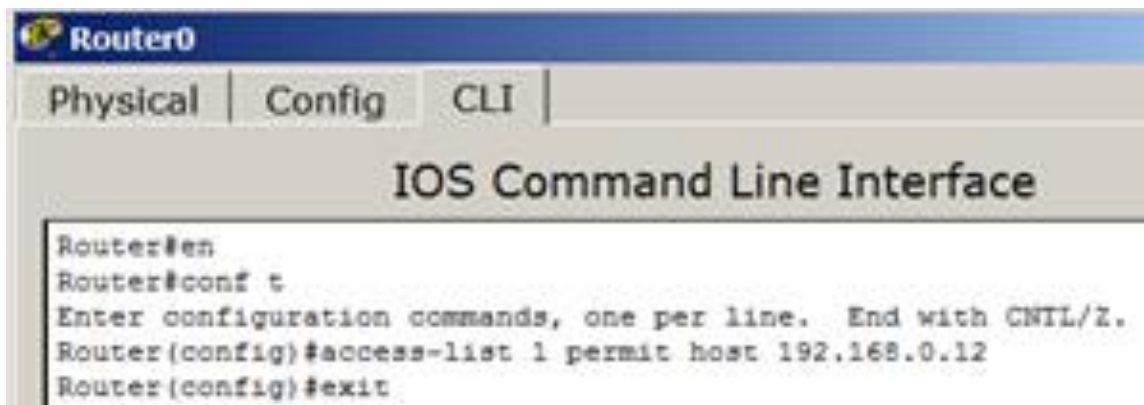 Router0
Physical Config CLI
IOS Command Line Interface
Router#en
Router#conf t
Enter configuration commands, one per line.  End with CNTL/Z.
Router(config)#access-list 1 permit host 192.168.0.12
Router(config)#exit